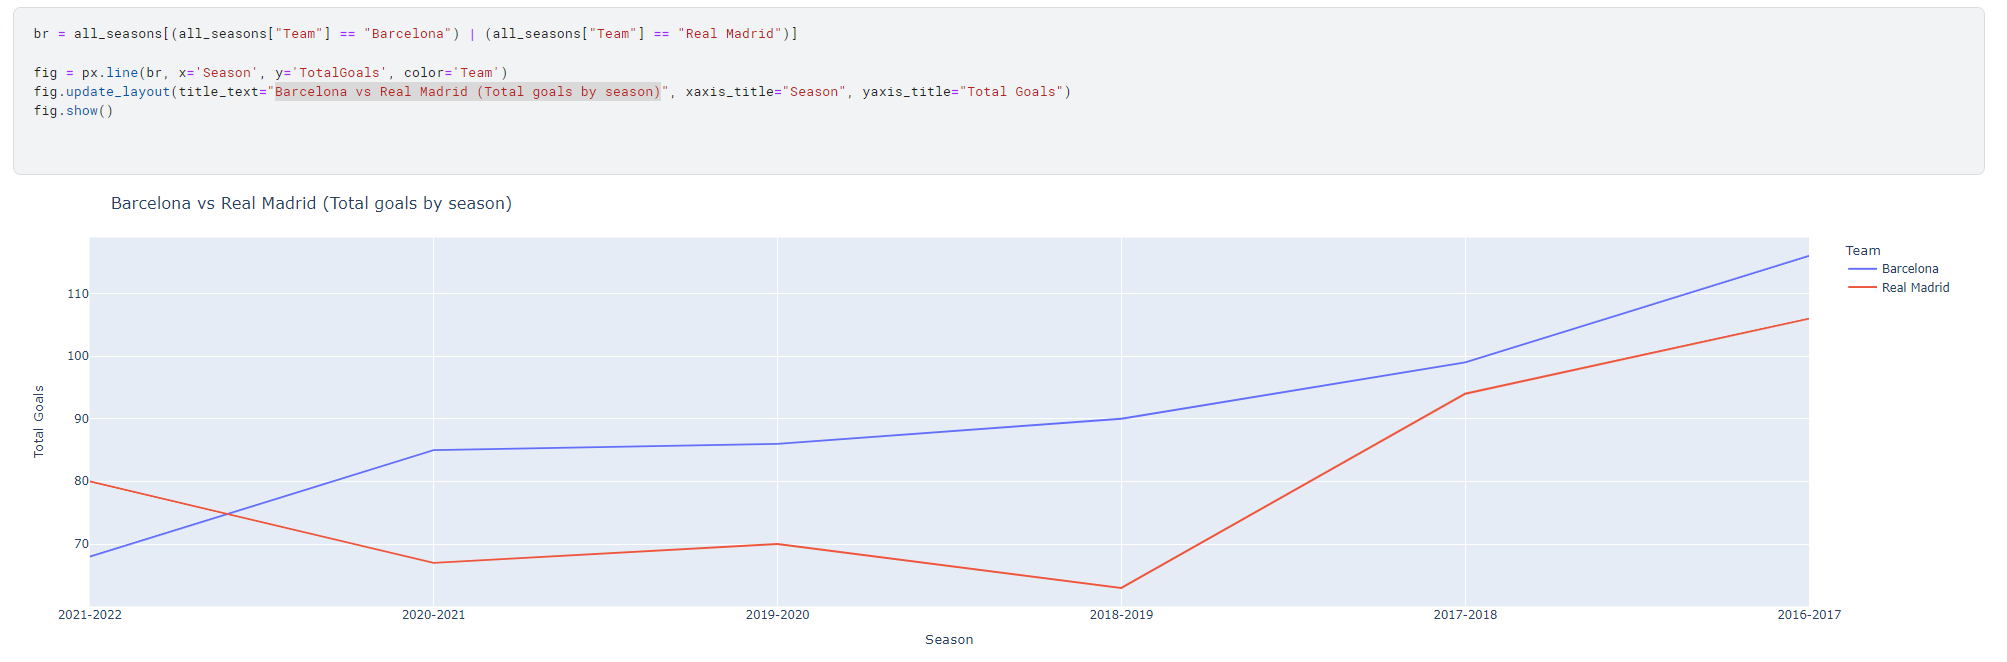 br = all_seasons[(all_seasons["Team"] == "Barcelona") | (all_seasons["Team"] == "Real Madrid")]
fig = px.line(br, x='Season', y='TotalGoals', color='Team')
fig.update_layout(title_text="Barcelona vs Real Madrid (Total goals by season)", xaxis_title="Season", yaxis_title="Total Goals")
fig.show()
Barcelona vs Real Madrid (Total goals by season)
Team
Barcelona
Real Madrid
110
100
90
80
70
Total Goals
2021-2022 2020-2021 2019-2020 2018-2019 2017-2018 2016-2017
Season